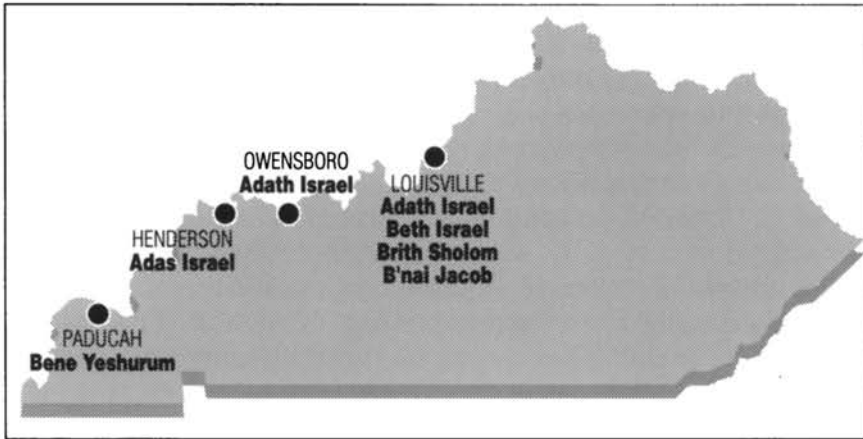 OWENSBORO
Adath Israel
LOUISVILLE
Adath Israel
Beth Israel
Brith Sholom
B'nai Jacob
HENDERSON
Adas Israel
PADUCAH
Bene Yeshurum